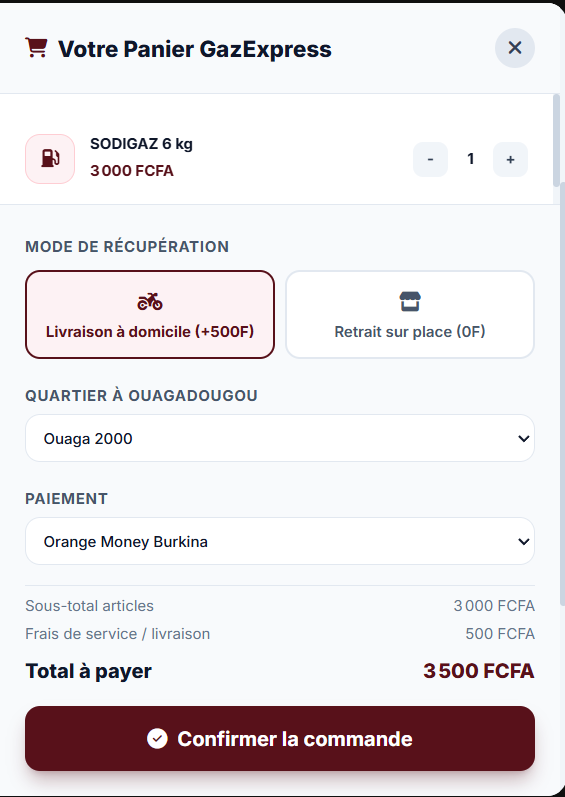 Votre Panier GazExpress
SODIGAZ 6 kg
3 000 FCFA
- 1 +
MODE DE RÉCUPÉRATION
Livraison à domicile (+500F)
Retrait sur place (0F)
QUARTIER À OUAGADOUGOU
Ouaga 2000
PAIEMENT
Orange Money Burkina
Sous-total articles 3 000 FCFA
Frais de service / livraison 500 FCFA
Total à payer 3 500 FCFA
Confirmer la commande